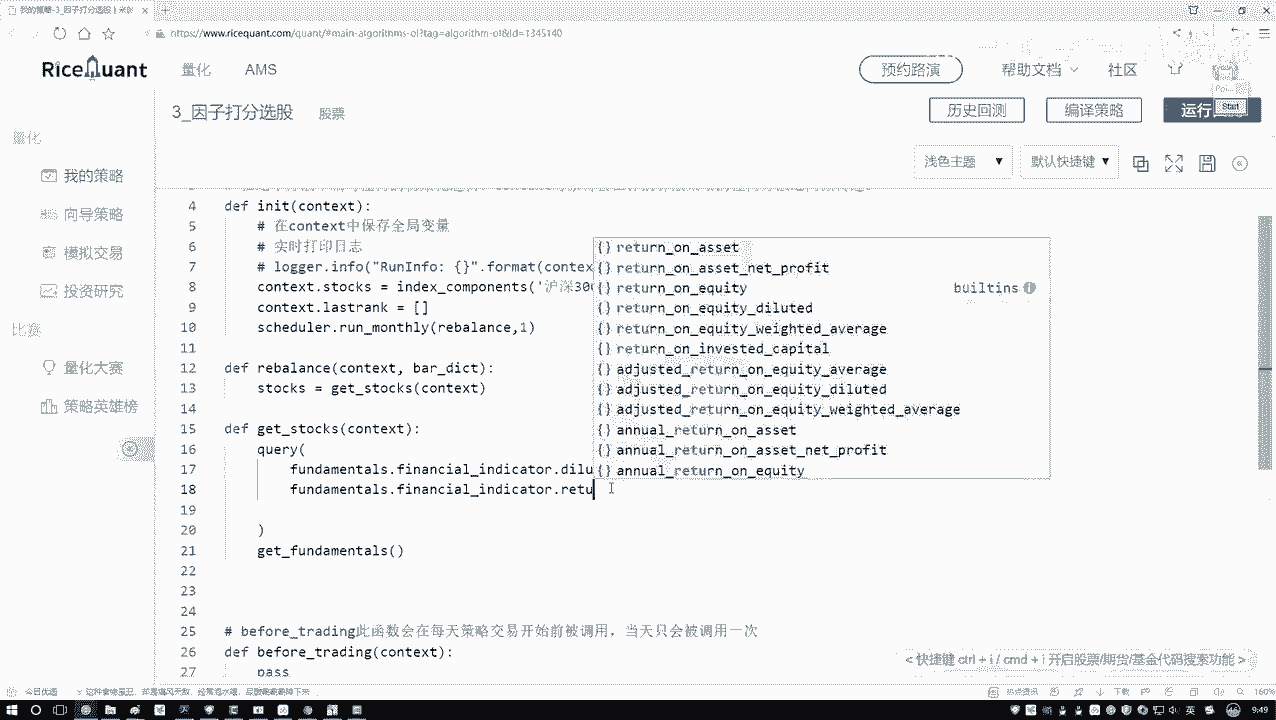 我的策略-3_因子打分选股
https://www.ricequant.com/quant/#main-algorithms-ol?tag=algorithm-ol&id=1345140
RiceQuant
量化
AMS
预约路演
帮助文档
社区
3_因子打分选股
股票
历史回测
编译策略
运行
Start
浅色主题
默认快捷键
量化
我的策略
向导策略
模拟交易
投资研究
比赛
量化大赛
策略英雄榜
4 def init(context):
5 # 在context中保存全局变量
6 # 实时打印日志
7 # logger.info("RunInfo: {}".format(contex
8 context.stocks = index_components('沪深30
9 context.lastrank = []
10 scheduler.run_monthly(rebalance,1)
11
12 def rebalance(context, bar_dict):
13 stocks = get_stocks(context)
14
15 def get_stocks(context):
16 query(
17 fundamentals.financial_indicator.dilu
18 fundamentals.financial_indicator.retu
19
20 )
21 get_fundamentals()
22
23
24
25 # before_trading此函数会在每天策略交易开始前被调用，当天只会被调用一次
26 def before_trading(context):
27 pass
{} return_on_asset
{} return_on_asset_net_profit
{} return_on_equity
builtins
{} return_on_equity_diluted
{} return_on_equity_weighted_average
{} return_on_invested_capital
{} adjusted_return_on_equity_average
{} adjusted_return_on_equity_diluted
{} adjusted_return_on_equity_weighted_average
{} annual_return_on_asset
{} annual_return_on_asset_net_profit
{} annual_return_on_equity
< 快捷键 ctrl + i / cmd + i 开启股票/期货/基金代码搜索功能 >
今日优选
热点资讯
下载
160%
英
9:49